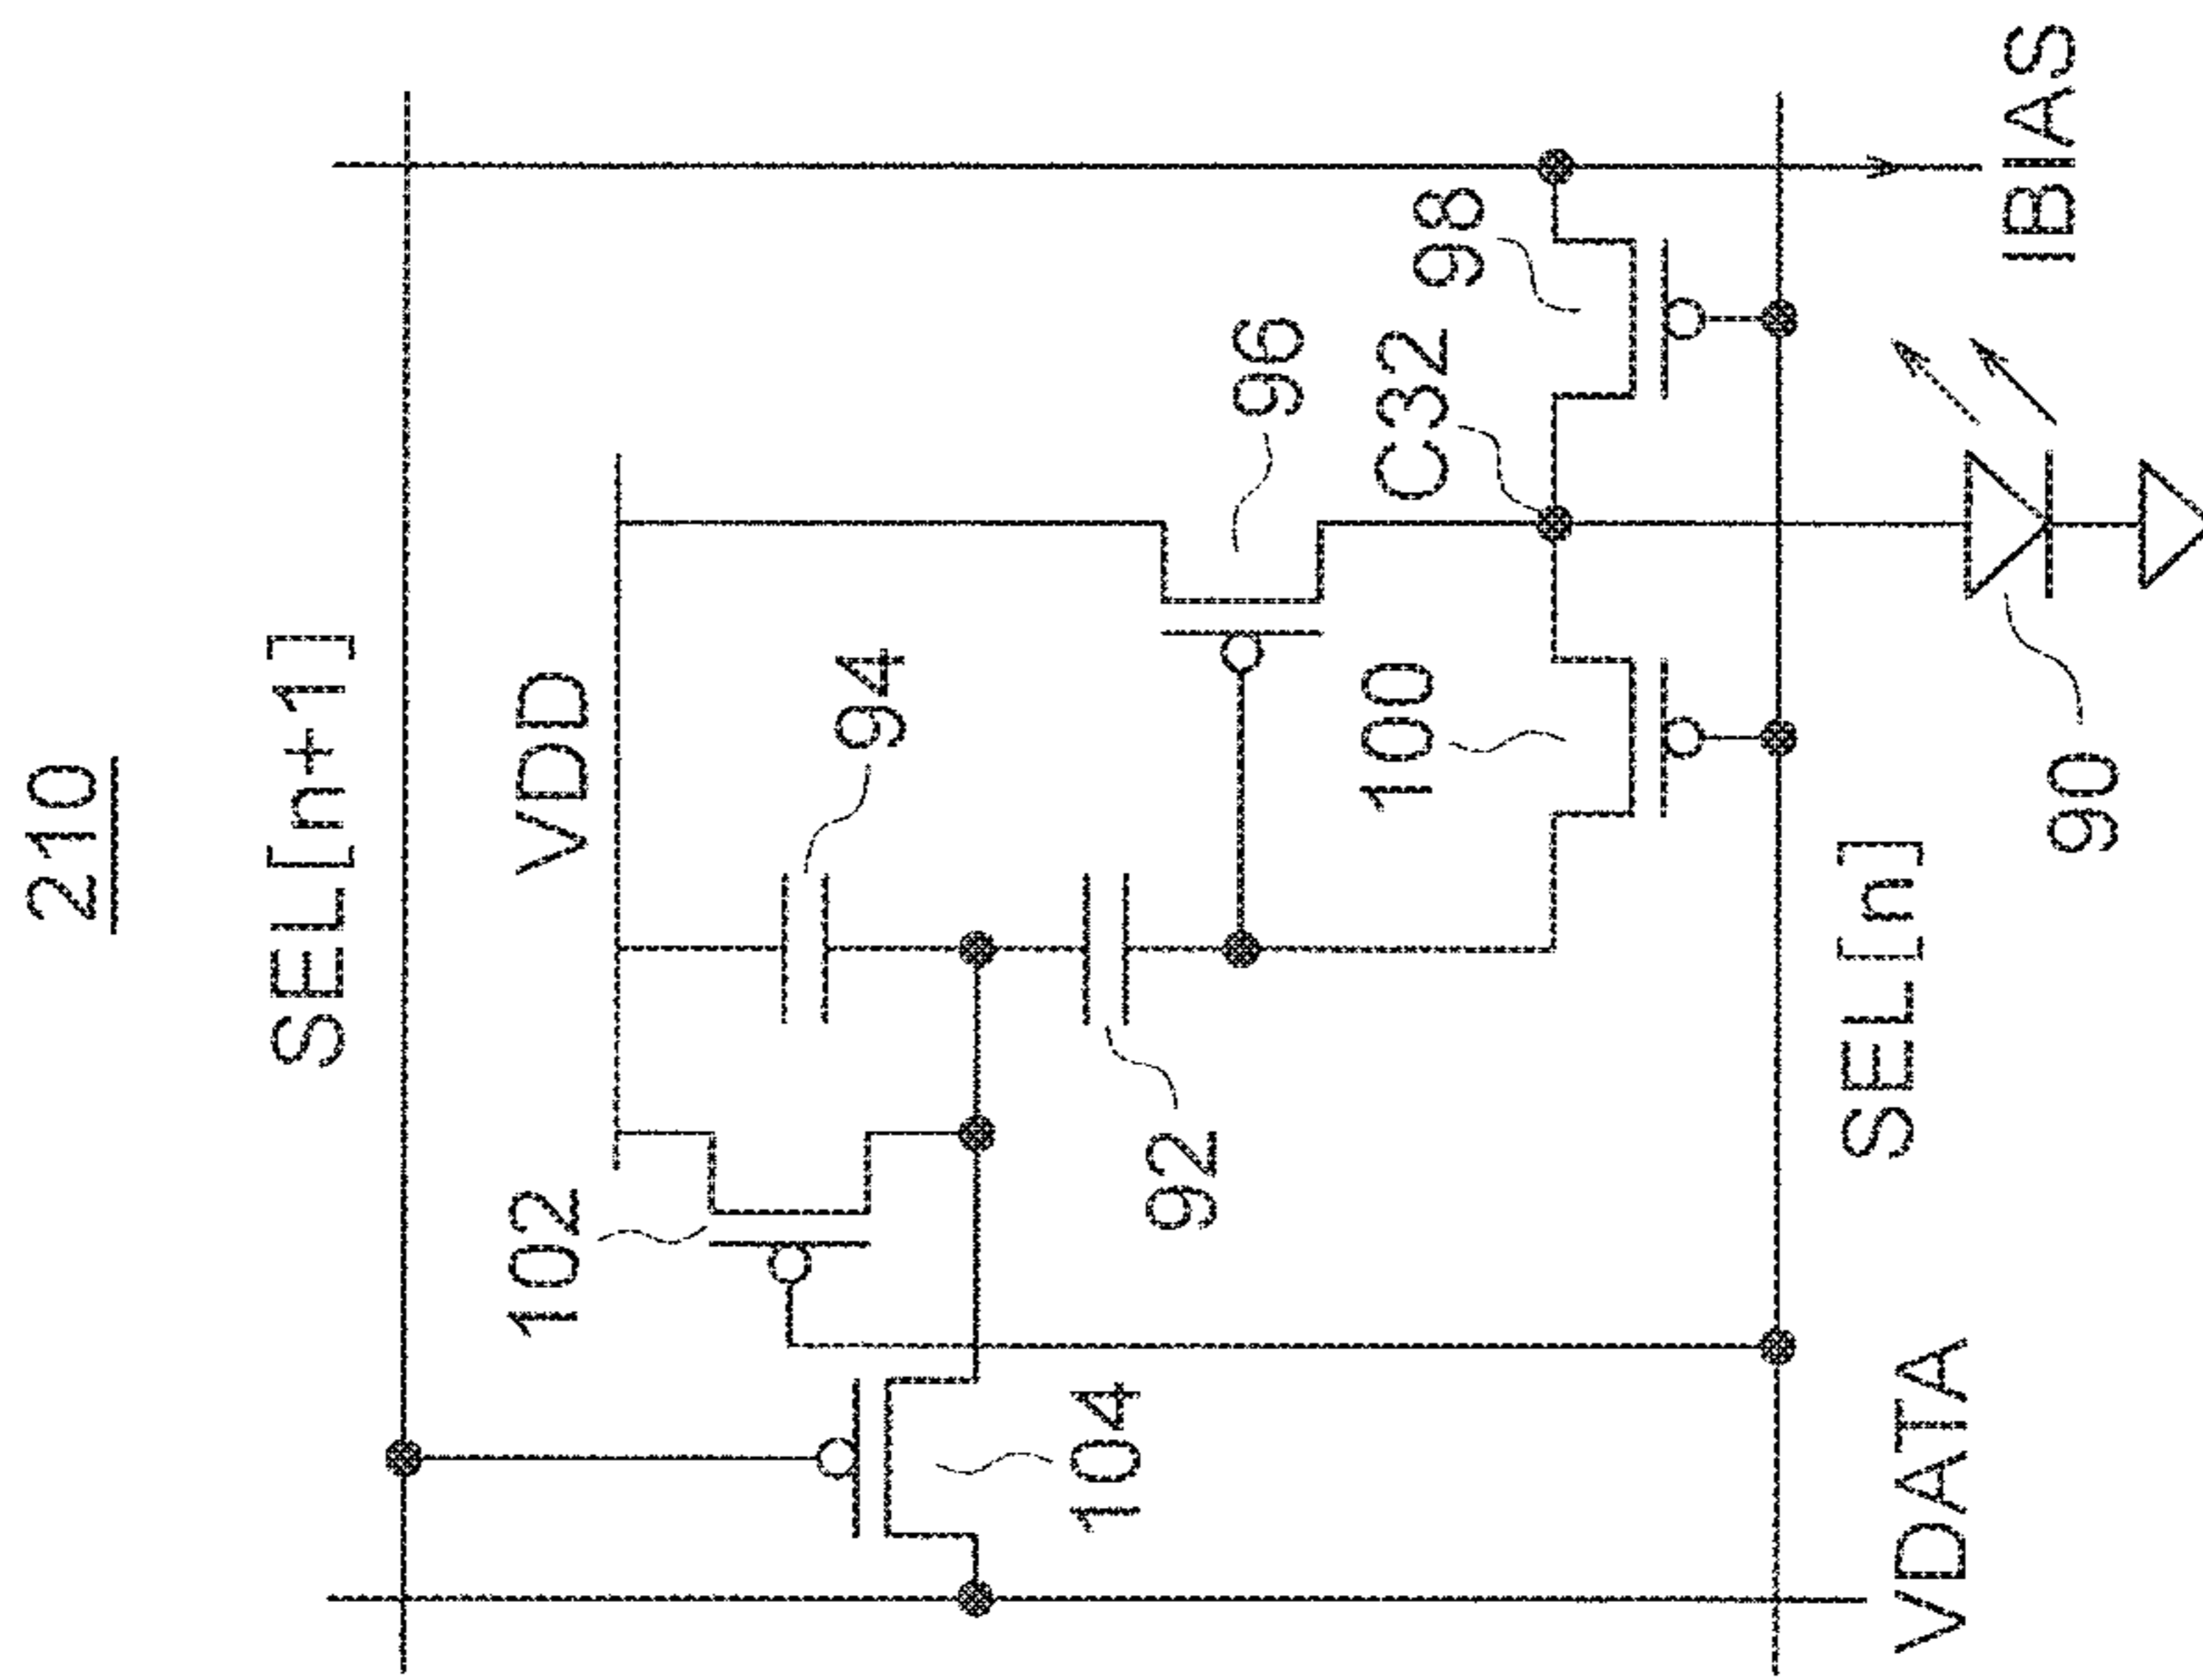 210
SEL[n+1]
VDD
94
102
96
92
104
100
C32
98
SEL[n]
VDATA
90
IBIAS